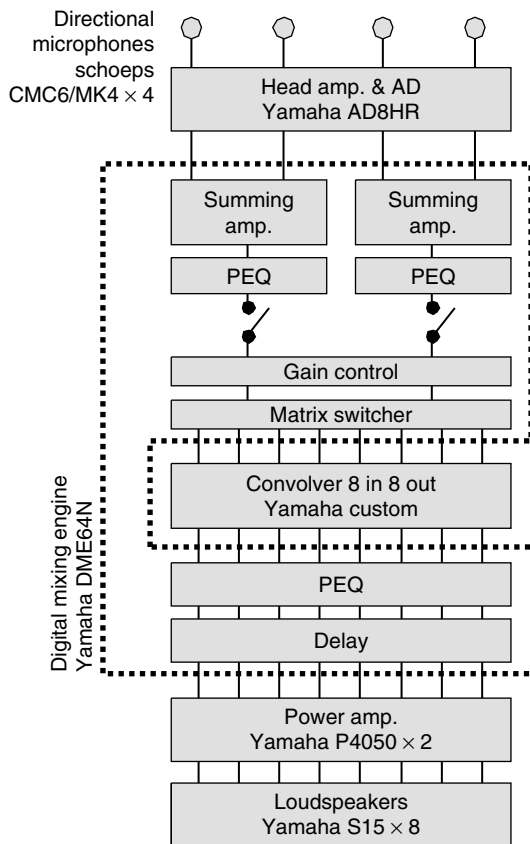 Directional
microphones
schoeps
CMC6/MK4 × 4
Head amp. & AD
Yamaha AD8HR
Summing
amp.
Summing
amp.
PEQ
PEQ
Gain control
Matrix switcher
Convolver 8 in 8 out
Yamaha custom
Digital mixing engine
Yamaha DME64N
PEQ
Delay
Power amp.
Yamaha P4050 × 2
Loudspeakers
Yamaha S15 × 8